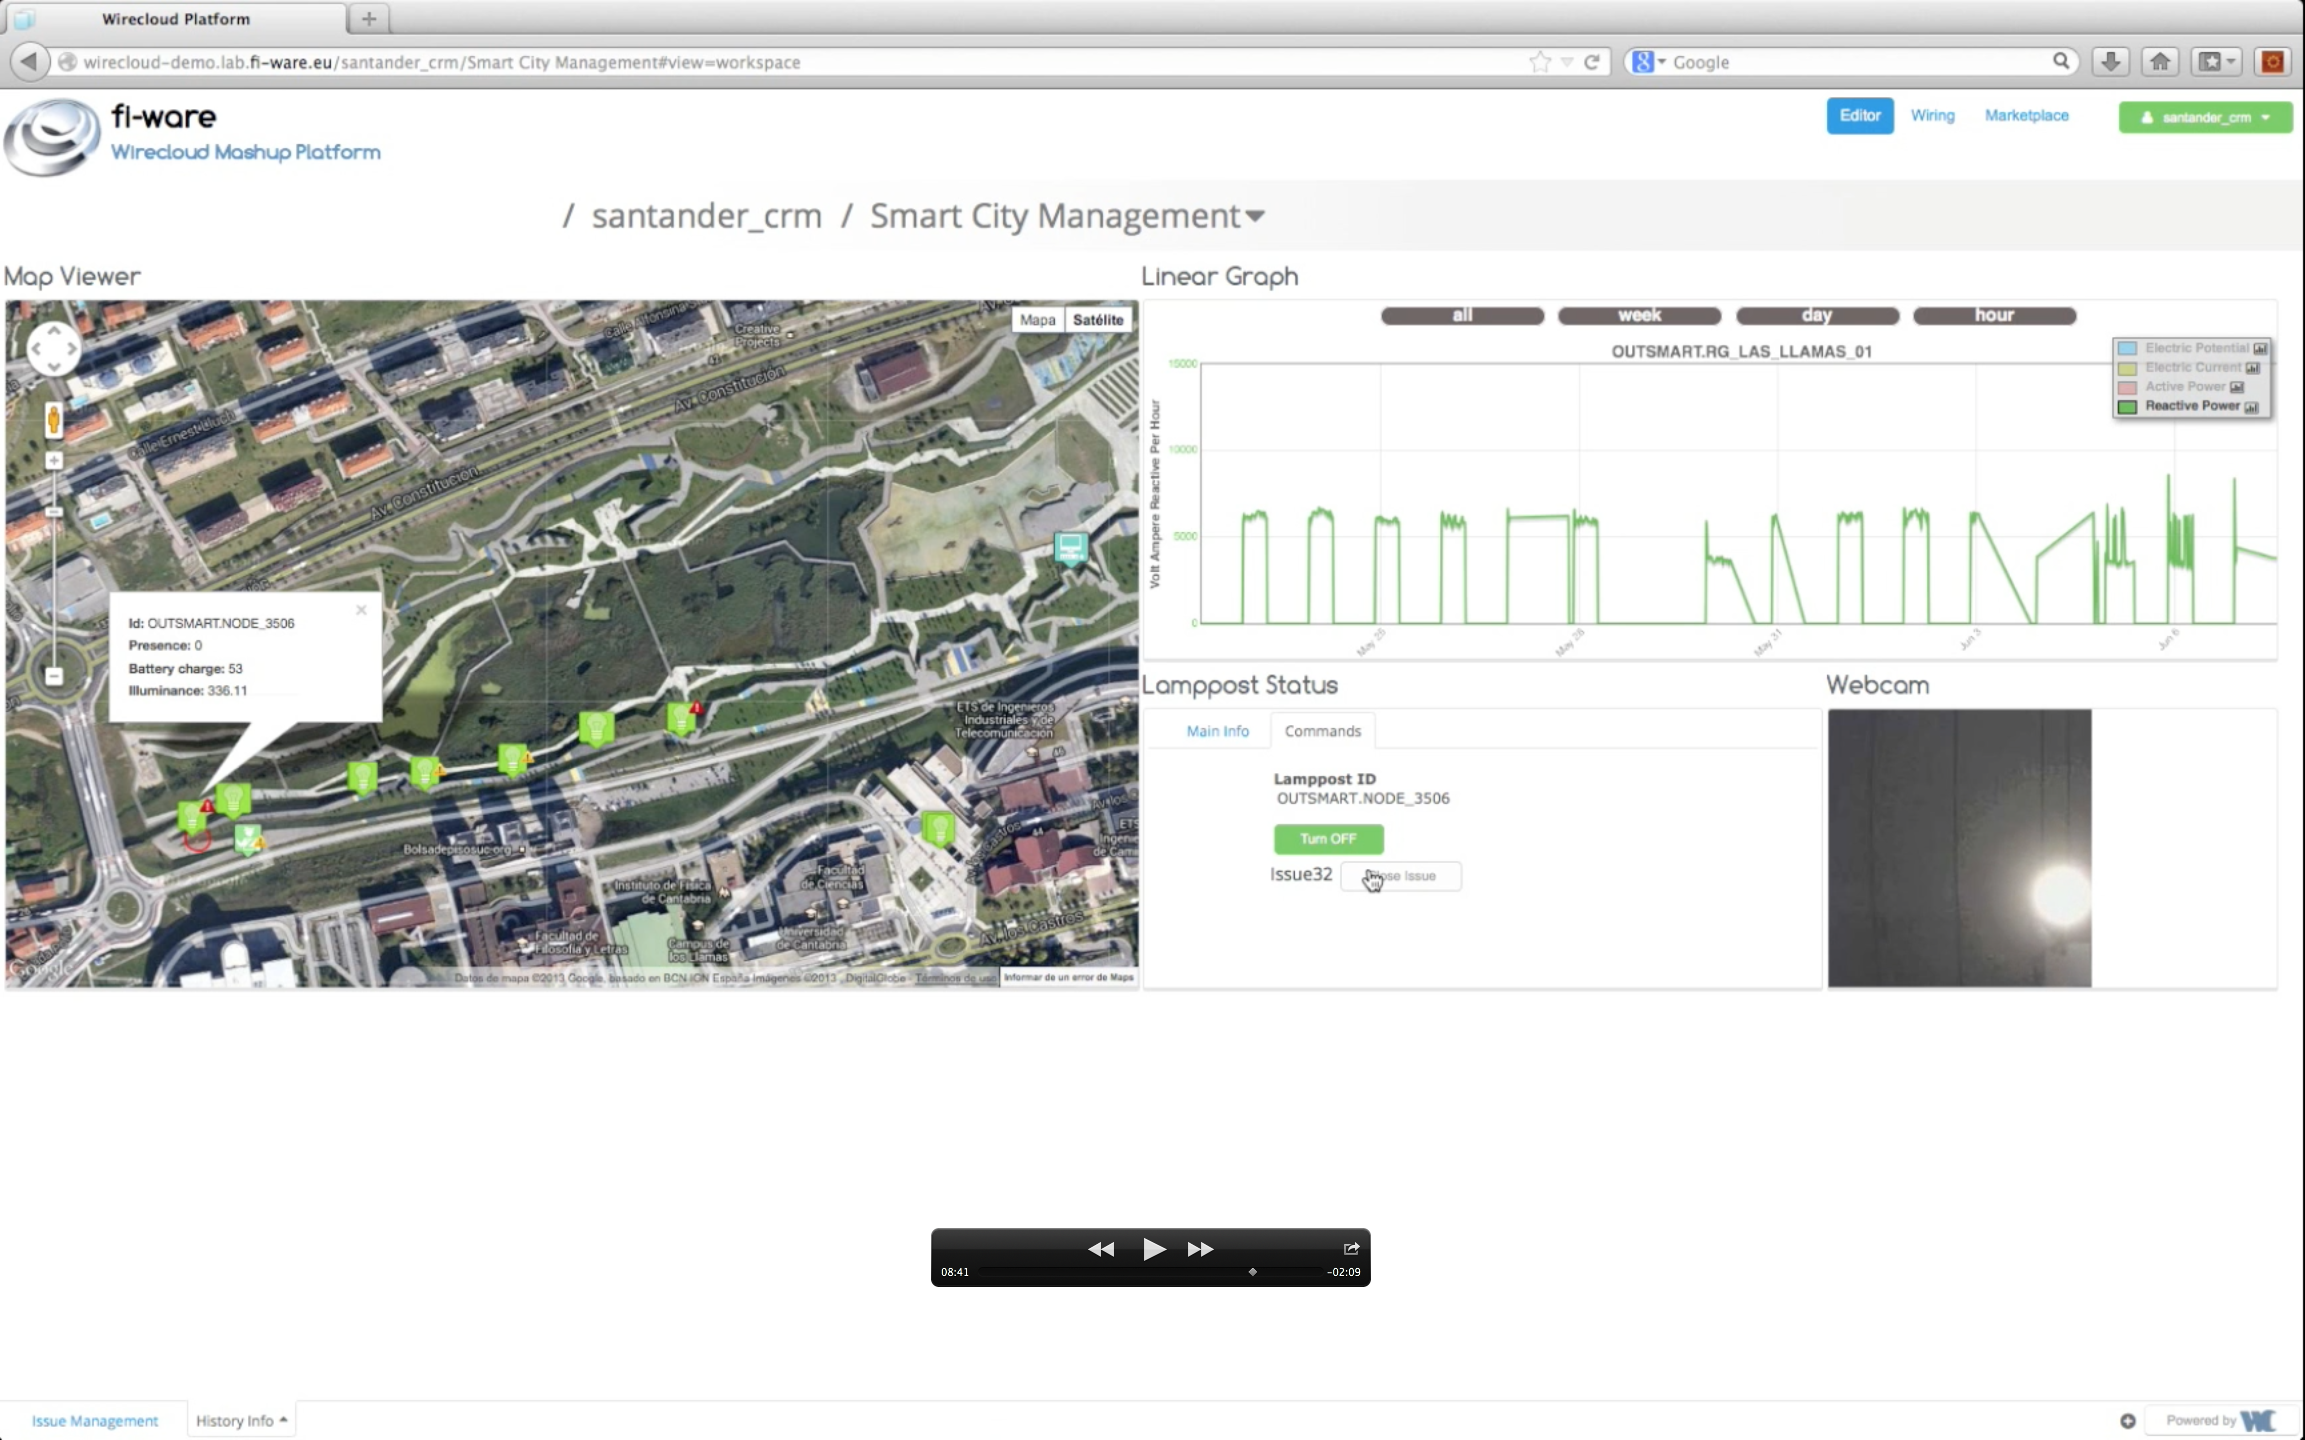 Wirecloud Platform
wirecloud-demo.lab.fi-ware.eu/santander_crm/Smart City Management#view=workspace
Google
fi-ware
Wirecloud Mashup Platform
Editor
Wiring
Marketplace
santander_crm
/ santander_crm / Smart City Management
Map Viewer
Mapa
Satélite
Creative
Projects
Calle Alfonsina
Av. Constitución
Calle Ernest Lluch
Av. Constitución
Id: OUTSMART.NODE_3506
Presence: 0
Battery charge: 53
Illuminance: 336.11
ETS de Ingenieros
Industriales y de
Telecomunicación
Bolsadepisosuc.org
Instituto de Física
de Cantabria
Facultad
de Ciencias
Facultad de
Filosofía y Letras
Campus de
los Llamas
Universidad
de Cantabria
Av. los Castros
Google
Datos de mapa ©2013 Google, basado en BCN IGN España Imágenes ©2013 , DigitalGlobe - Términos de uso
Informar de un error de Maps
Linear Graph
all
week
day
hour
OUTSMART.RG_LAS_LLAMAS_01
Electric Potential
Electric Current
Active Power
Reactive Power
Volt Ampere Reactive Per Hour
15000
10000
5000
0
May 25
May 28
May 31
Jun 3
Jun 6
Lamppost Status
Main Info
Commands
Lamppost ID
OUTSMART.NODE_3506
Turn OFF
Issue32
ose Issue
Webcam
08:41
-02:09
Issue Management
History Info
Powered by WC